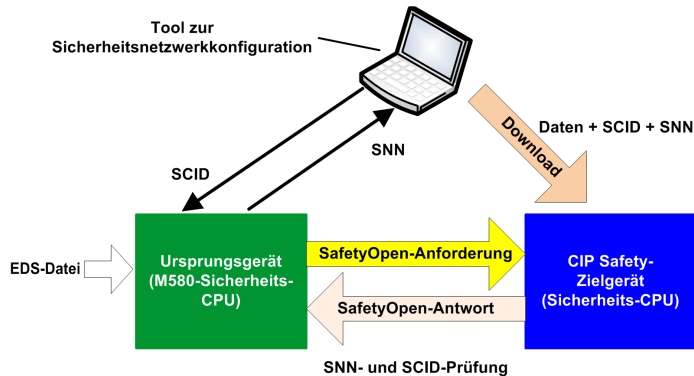 Tool zur
Sicherheitsnetzwerkkonfiguration
Daten + SCID + SNN
Download
SNN
SCID
EDS-Datei
Ursprungsgerät
(M580-Sicherheits-
CPU)
SafetyOpen-Anforderung
SafetyOpen-Antwort
CIP Safety-
Zielgerät
(Sicherheits-CPU)
SNN- und SCID-Prüfung